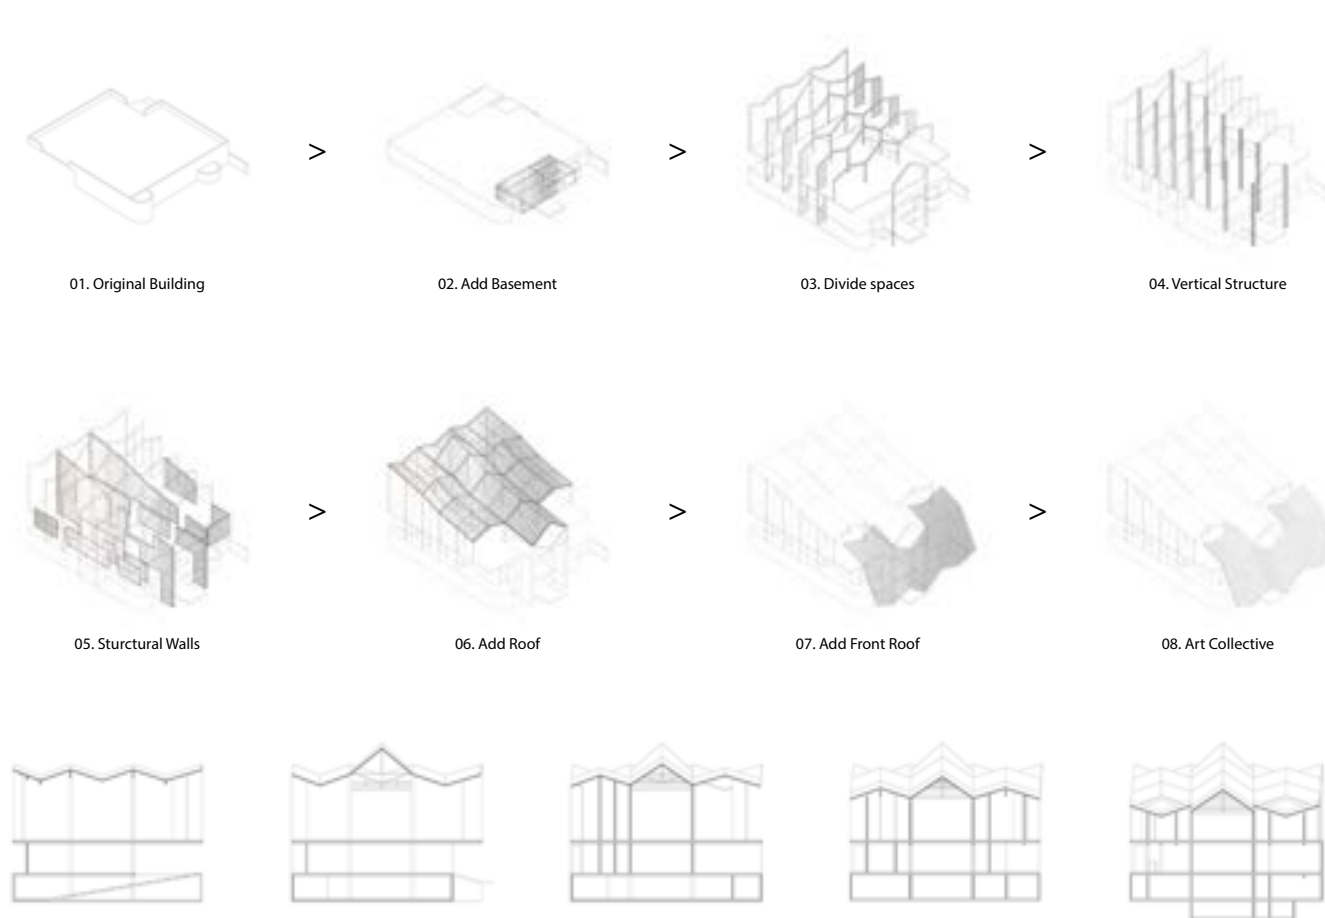 >
>
>
01. Original Building
02. Add Basement
03. Divide spaces
04. Vertical Structure
>
>
>
05. Sturctural Walls
06. Add Roof
07. Add Front Roof
08. Art Collective